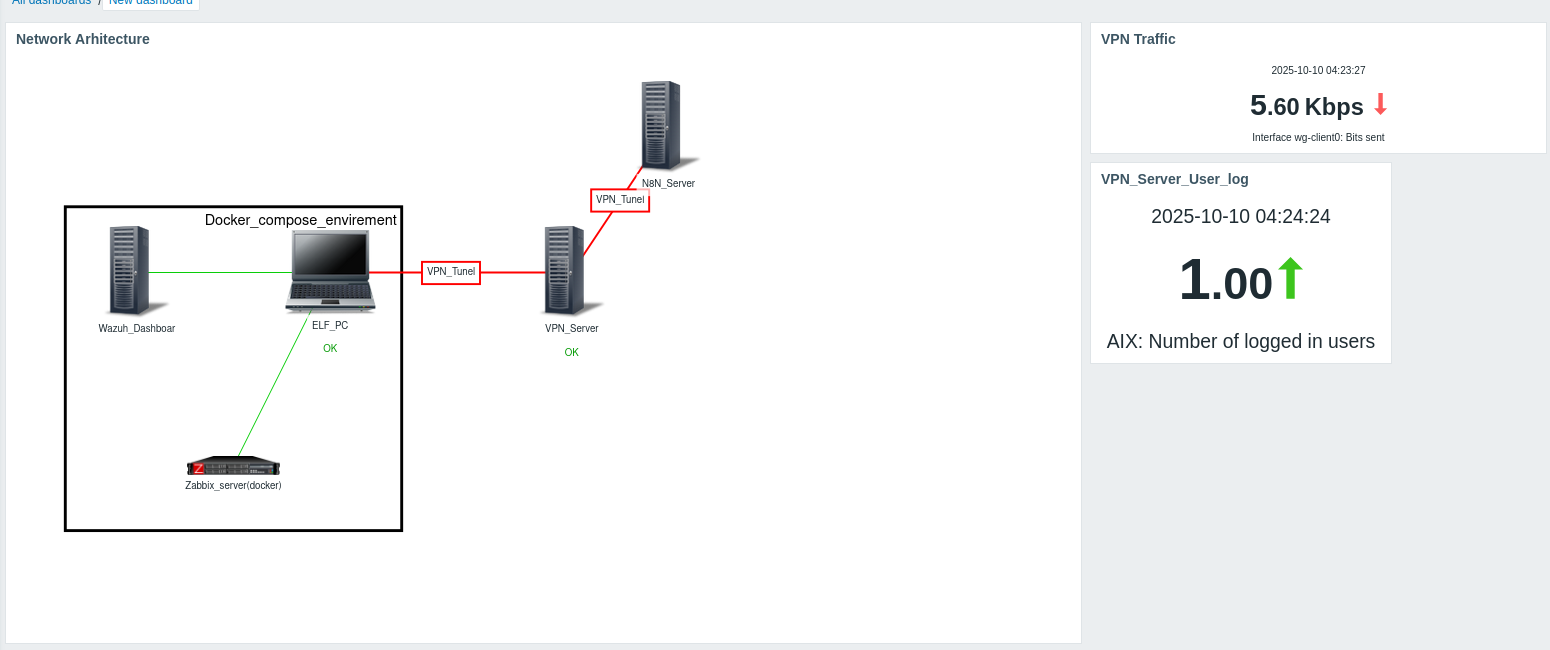 All dashboards / New dashboard
Network Arhitecture
N8N_Server
VPN_Tunel
Docker_compose_envirement
VPN_Tunel
Wazuh_Dashboar
ELF_PC
OK
VPN_Server
OK
Z
Zabbix_server(docker)
VPN Traffic
2025-10-10 04:23:27
5.60 Kbps
Interface wg-client0: Bits sent
VPN_Server_User_log
2025-10-10 04:24:24
1.00
AIX: Number of logged in users